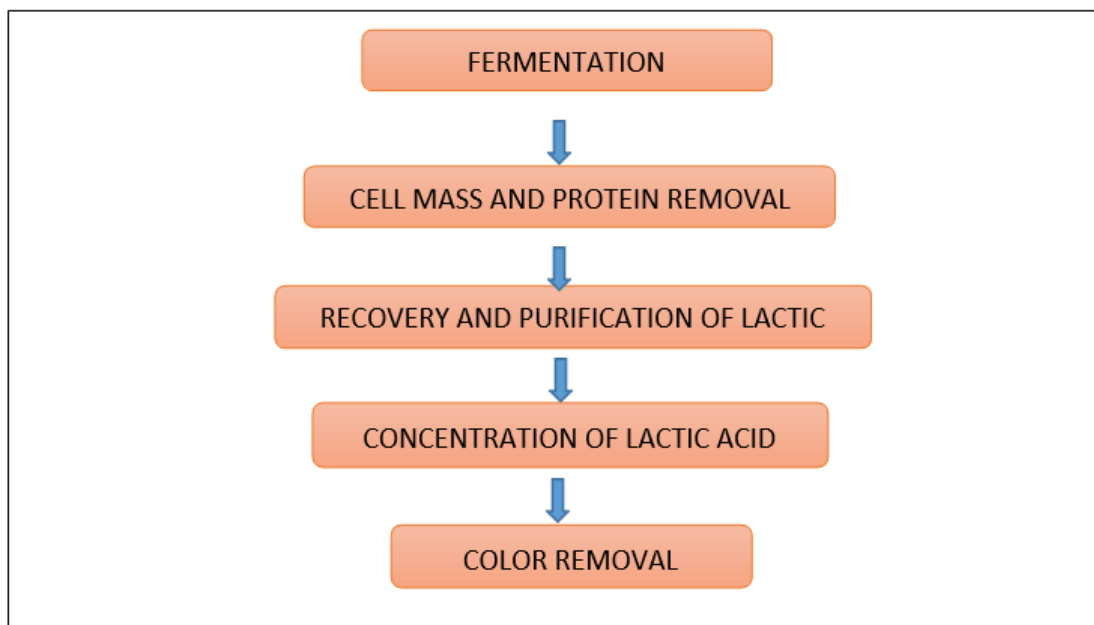 FERMENTATION
CELL MASS AND PROTEIN REMOVAL
RECOVERY AND PURIFICATION OF LACTIC
CONCENTRATION OF LACTIC ACID
COLOR REMOVAL